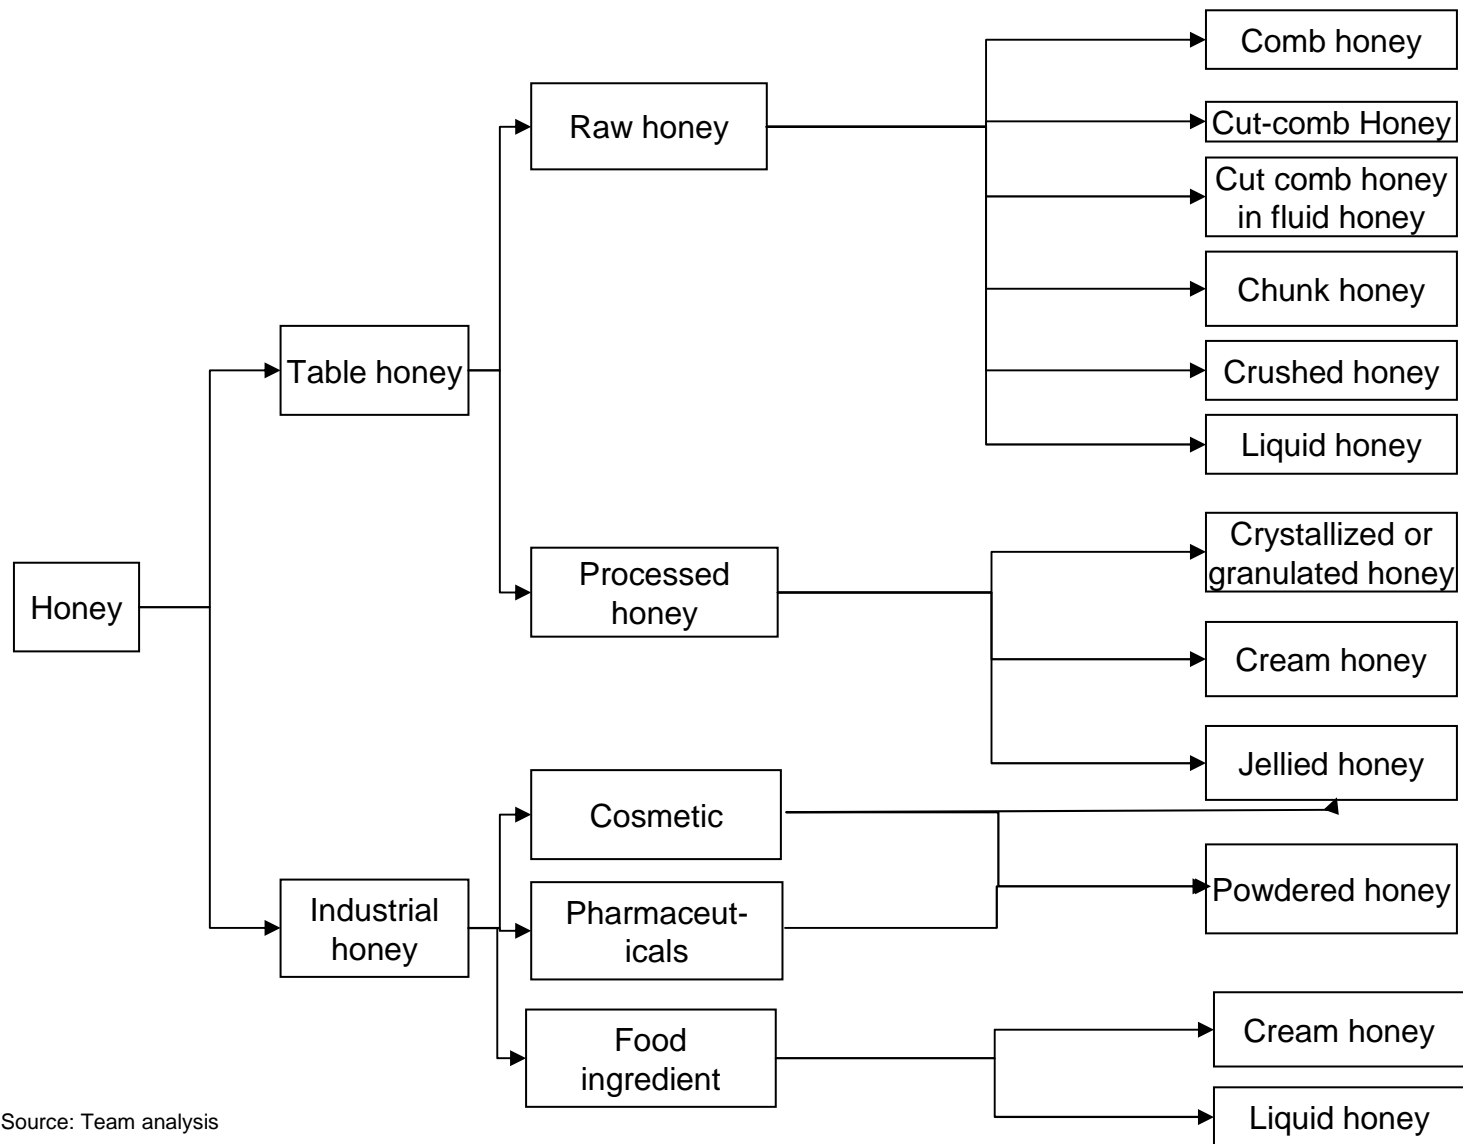 Comb honey
Raw honey
Cut-comb Honey
Cut comb honey
in fluid honey
Chunk honey
Table honey
Crushed honey
Liquid honey
Crystallized or
granulated honey
Processed
honey
Honey
Cream honey
Jellied honey
Cosmetic
Powdered honey
Industrial
honey
Pharmaceut-
icals
Cream honey
Food
ingredient
Liquid honey
Source: Team analysis